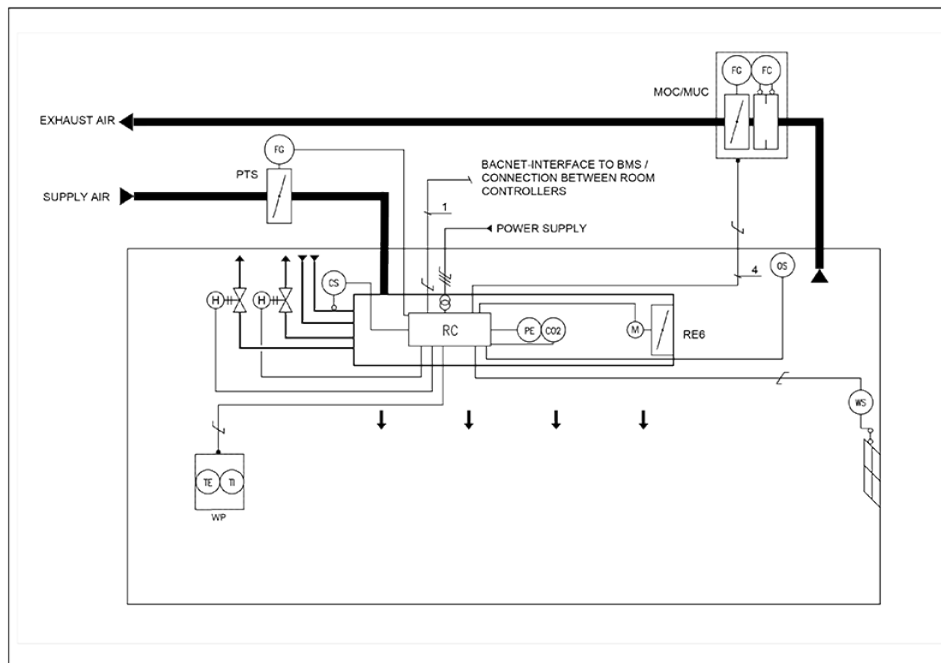 FG FC
MOC/MUC
EXHAUST AIR
FG
PTS
BACNET-INTERFACE TO BMS /
CONNECTION BETWEEN ROOM
CONTROLLERS
SUPPLY AIR
1
POWER SUPPLY
4
OS
CS
H H
RC
PE CO2
M
RE6
WS
TE TI
WP